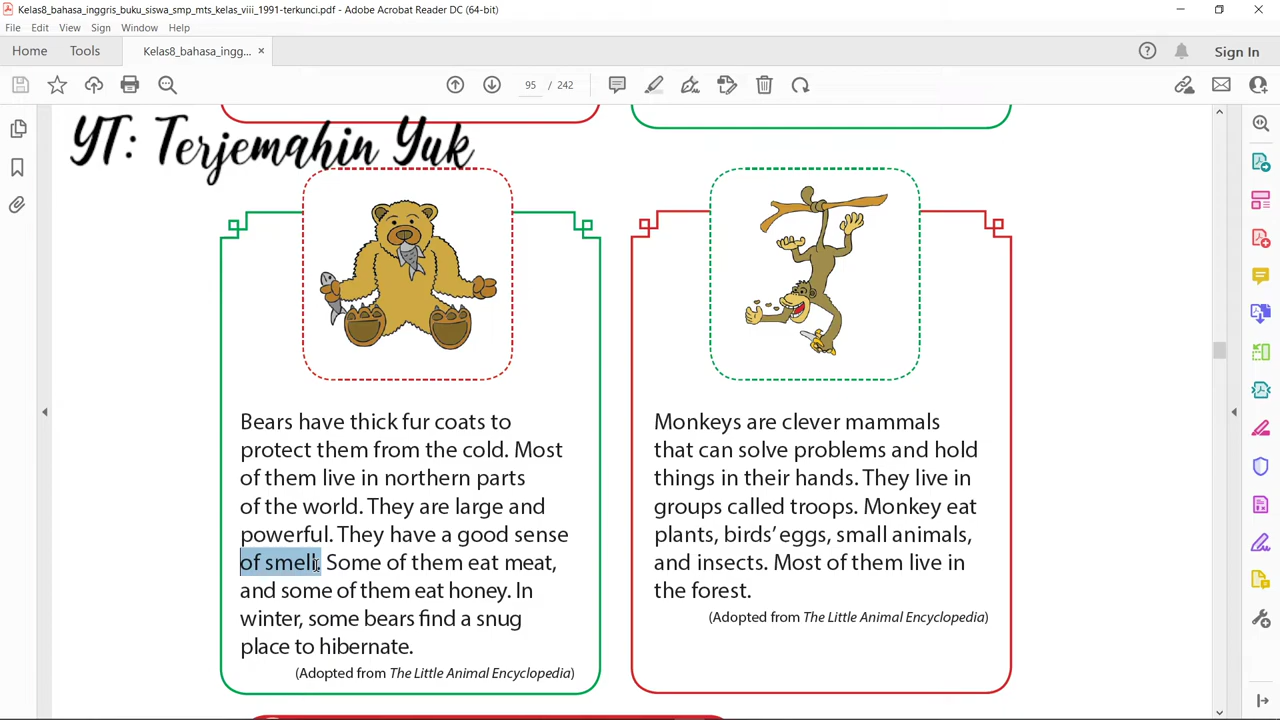 Kelas8_bahasa_inggris_buku_siswa_smp_mts_kelas_viii_1991-terkunci.pdf - Adobe Acrobat Reader DC (64-bit)
File Edit View Sign Window Help
Home Tools Kelas8_bahasa_ingg... × Sign In
95 / 242
YT: Terjemahin Yuk
Bears have thick fur coats to
protect them from the cold. Most
of them live in northern parts
of the world. They are large and
powerful. They have a good sense
of smell. Some of them eat meat,
and some of them eat honey. In
winter, some bears find a snug
place to hibernate.
(Adopted from The Little Animal Encyclopedia)
Monkeys are clever mammals
that can solve problems and hold
things in their hands. They live in
groups called troops. Monkey eat
plants, birds’ eggs, small animals,
and insects. Most of them live in
the forest.
(Adopted from The Little Animal Encyclopedia)